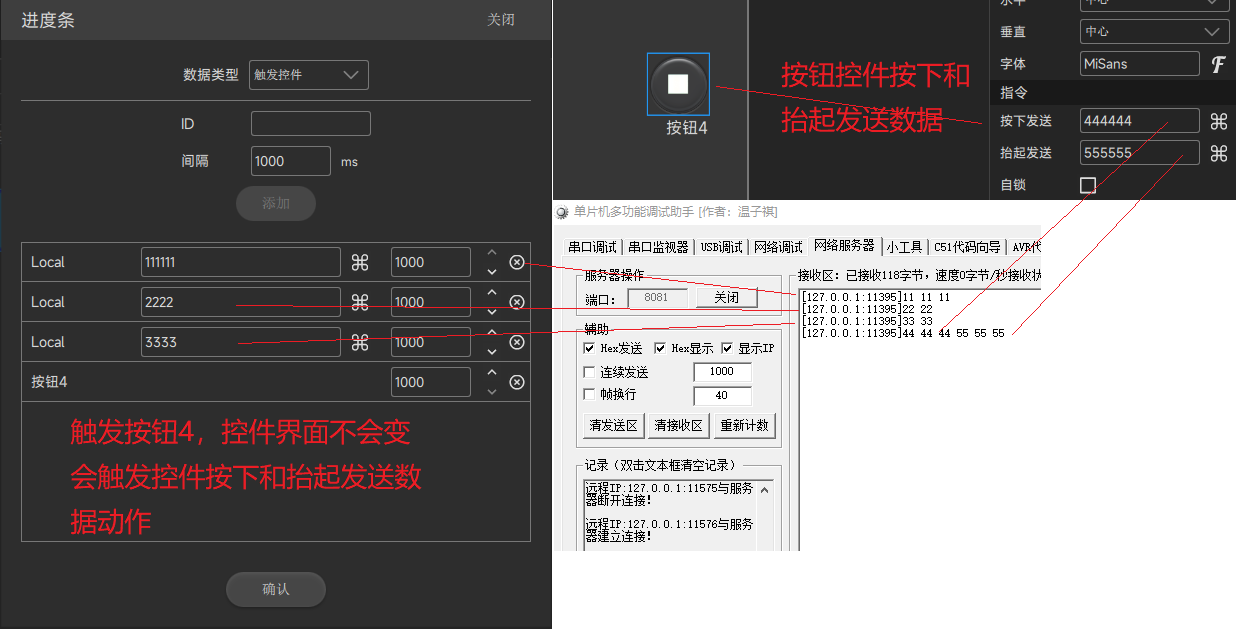 进度条
关闭
数据类型
触发控件
ID
间隔
1000
ms
添加
Local
111111
1000
Local
2222
1000
Local
3333
1000
按钮4
1000
触发按钮4，控件界面不会变
会触发控件按下和抬起发送数
据动作
确认
按钮4
按钮控件按下和
抬起发送数据
水平
中心
垂直
中心
字体
MiSans
指令
按下发送
444444
抬起发送
555555
自锁
单片机多功能调试助手 [作者：温子祺]
串口调试
串口监视器
USB调试
网络调试
网络服务器
小工具
C51代码向导
服务器操作
端口：
8081
关闭
辅助
Hex发送
Hex显示
显示IP
连续发送
1000
帧换行
40
清发送区
清接收区
重新计数
记录（双击文本框清空记录）
远程IP:127.0.0.1:11575与服务
器断开连接！
远程IP:127.0.0.1:11576与服务
器建立连接！
接收区：已接收118字节，速度0字节/秒接收状
[127.0.0.1:11395]11 11 11
[127.0.0.1:11395]22 22
[127.0.0.1:11395]33 33
[127.0.0.1:11395]44 44 44 55 55 55